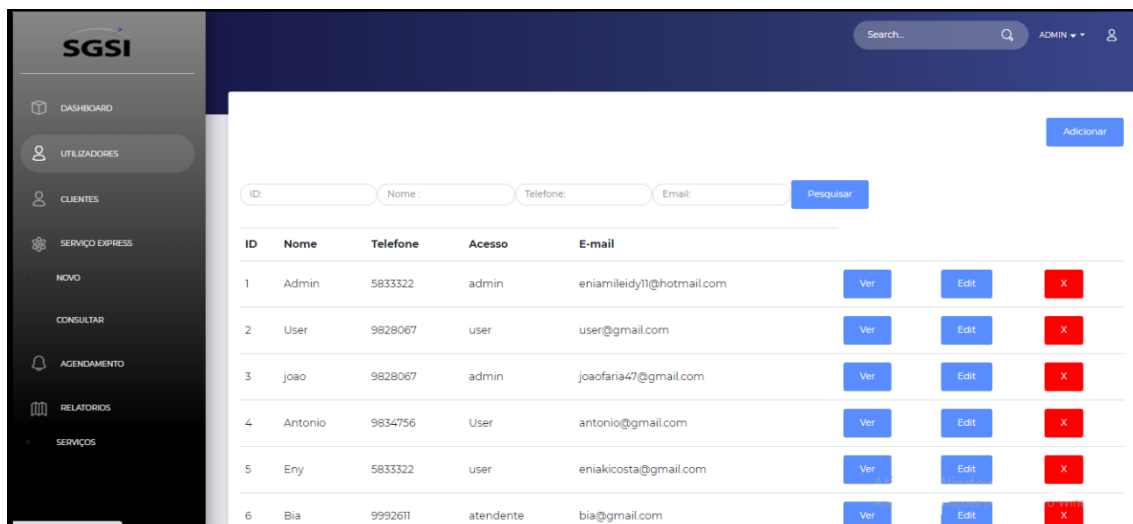 SGSI
Search...
ADMIN
DASHBOARD
UTILIZADORES
CLIENTES
SERVIÇO EXPRESS
NOVO
CONSULTAR
AGENDAMENTO
RELATORIOS
SERVIÇOS
Adicionar
ID: Nome : Telefone: Email: Pesquisar
ID Nome Telefone Acesso E-mail
1 Admin 5833322 admin eniamileidy11@hotmail.com Ver Edit X
2 User 9828067 user user@gmail.com Ver Edit X
3 joao 9828067 admin joaofaria47@gmail.com Ver Edit X
4 Antonio 9834756 User antonio@gmail.com Ver Edit X
5 Eny 5833322 user eniakicosta@gmail.com Ver Edit X
6 Bia 9992611 atendente bia@gmail.com Ver Edit X